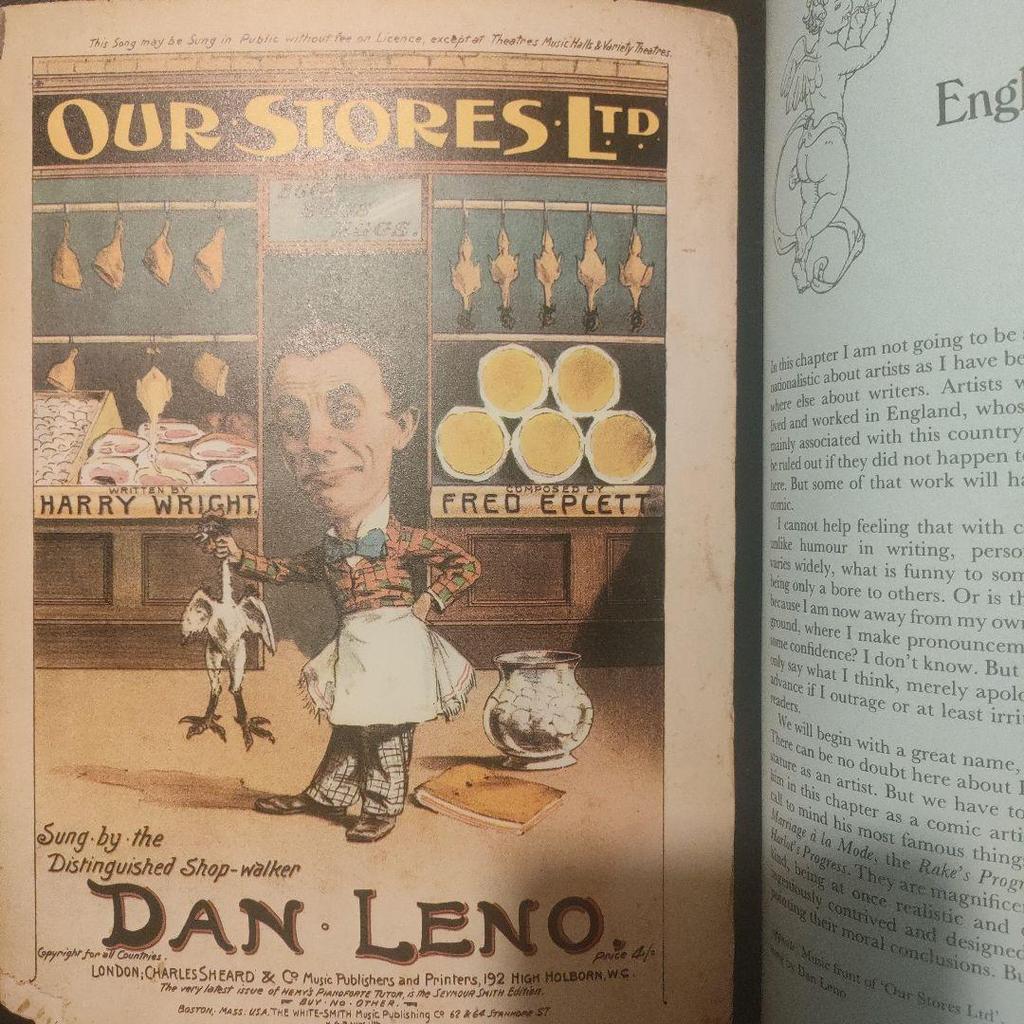 This Song may be Sung in Public without fee or Licence, except at Theatres Music Halls & Variety Theatres.
OUR·STORES·LTD.
EGGS
EGGS
WRITTEN BY
HARRY WRIGHT.
COMPOSED BY
FRED EPLETT
Sung·by·the
Distinguished Shop-walker
DAN·LENO.
Copyright for all Countries.
Price 4/=
LONDON; CHARLES SHEARD & Co Music Publishers and Printers, 192 HIGH HOLBORN, W.C.
The very latest issue of HEMY'S PIANOFORTE TUTOR, is the SEYMOUR SMITH Edition.
BUY·NO·OTHER.
BOSTON, MASS. U.S.A. THE WHITE-SMITH Music Publishing Co 62 & 64 STANHOPE ST
Engl
In this chapter I am not going to be
nationalistic about artists as I have be
where else about writers. Artists w
lived and worked in England, whos
mainly associated with this country
be ruled out if they did not happen t
here. But some of that work will ha
comic.
I cannot help feeling that with c
unlike humour in writing, perso
varies widely, what is funny to som
being only a bore to others. Or is th
because I am now away from my own
ground, where I make pronouncem
some confidence? I don't know. But
only say what I think, merely apolo
advance if I outrage or at least irri
readers.
We will begin with a great name,
There can be no doubt here about
stature as an artist. But we have to
him in this chapter as a comic arti
call to mind his most famous thing
Marriage à la Mode, the Rake's Progr
Harlot's Progress. They are magnifice
kind, being at once realistic and
ingeniously contrived and designed
pointing their moral conclusions. Bu
Opposite Music front of 'Our Stores Ltd',
sung by Dan Leno